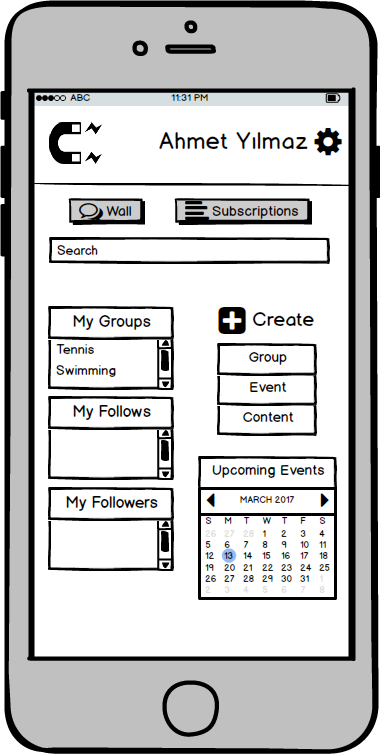 ABC 11:31 PM
Ahmet Yılmaz
Wall Subscriptions
Search
My Groups
Tennis
Swimming
My Follows
My Followers
Create
Group
Event
Content
Upcoming Events
MARCH 2017
S M T W T F S
26 27 28 1 2 3 4
5 6 7 8 9 10 11
12 13 14 15 16 17 18
19 20 21 22 23 24 25
26 27 28 29 30 31 1
2 3 4 5 6 7 8